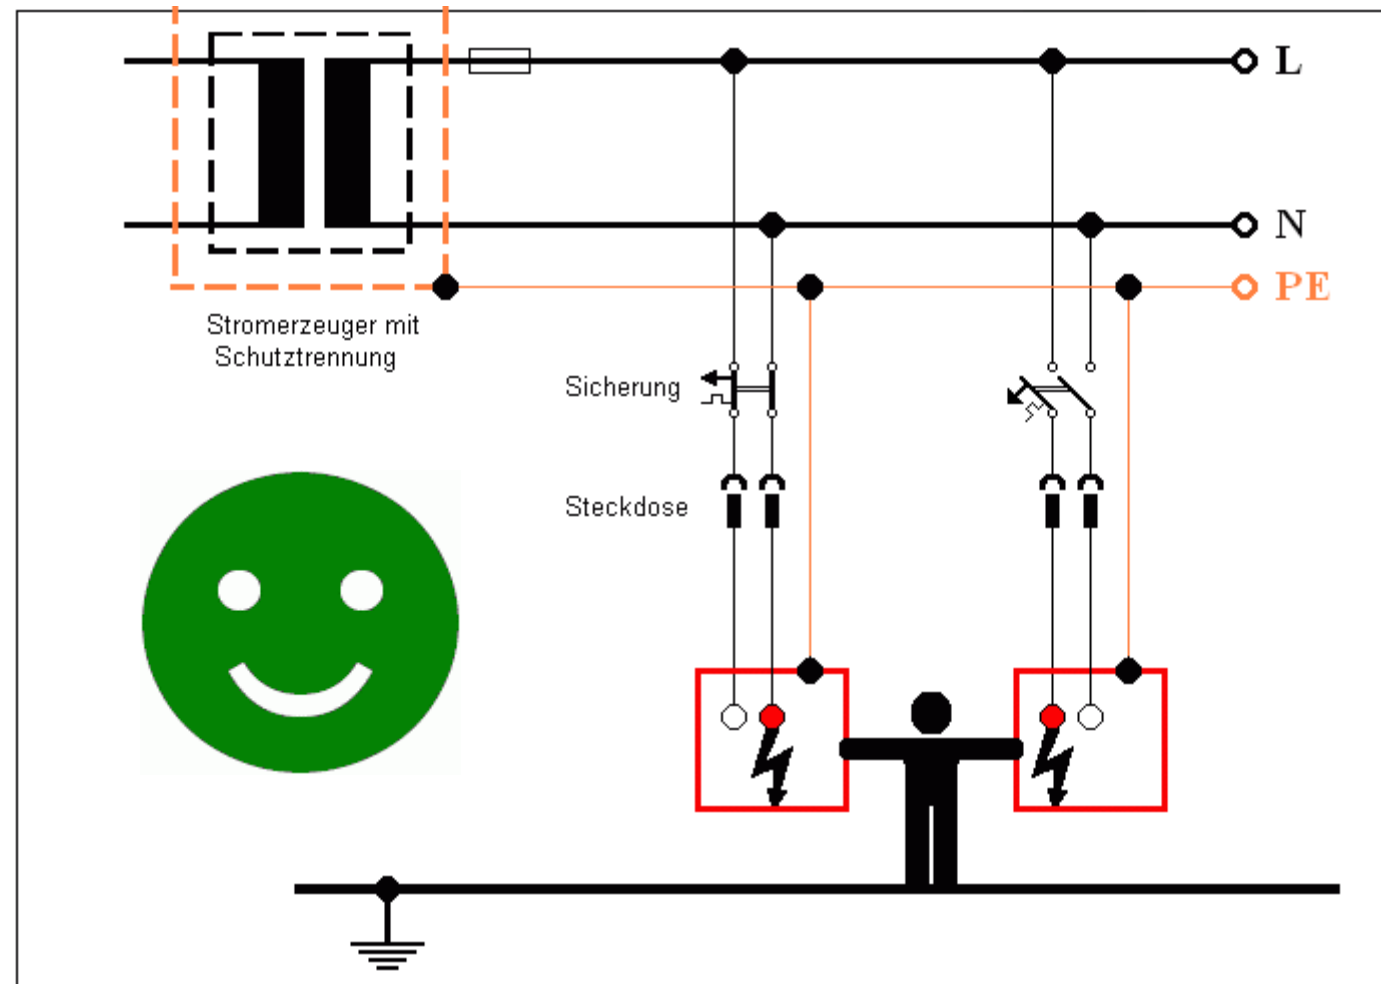 L
N
PE
Stromerzeuger mit
Schutztrennung
Sicherung
Steckdose